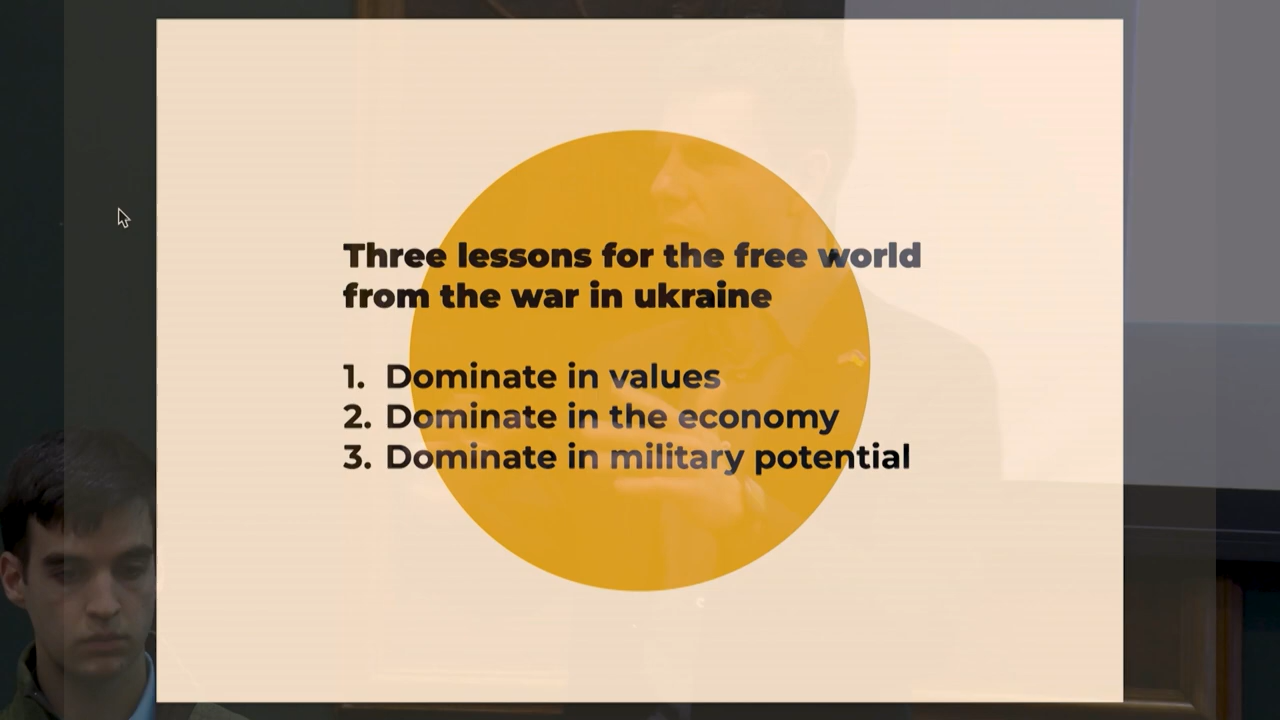 Three lessons for the free world
from the war in ukraine
1. Dominate in values
2. Dominate in the economy
3. Dominate in military potential